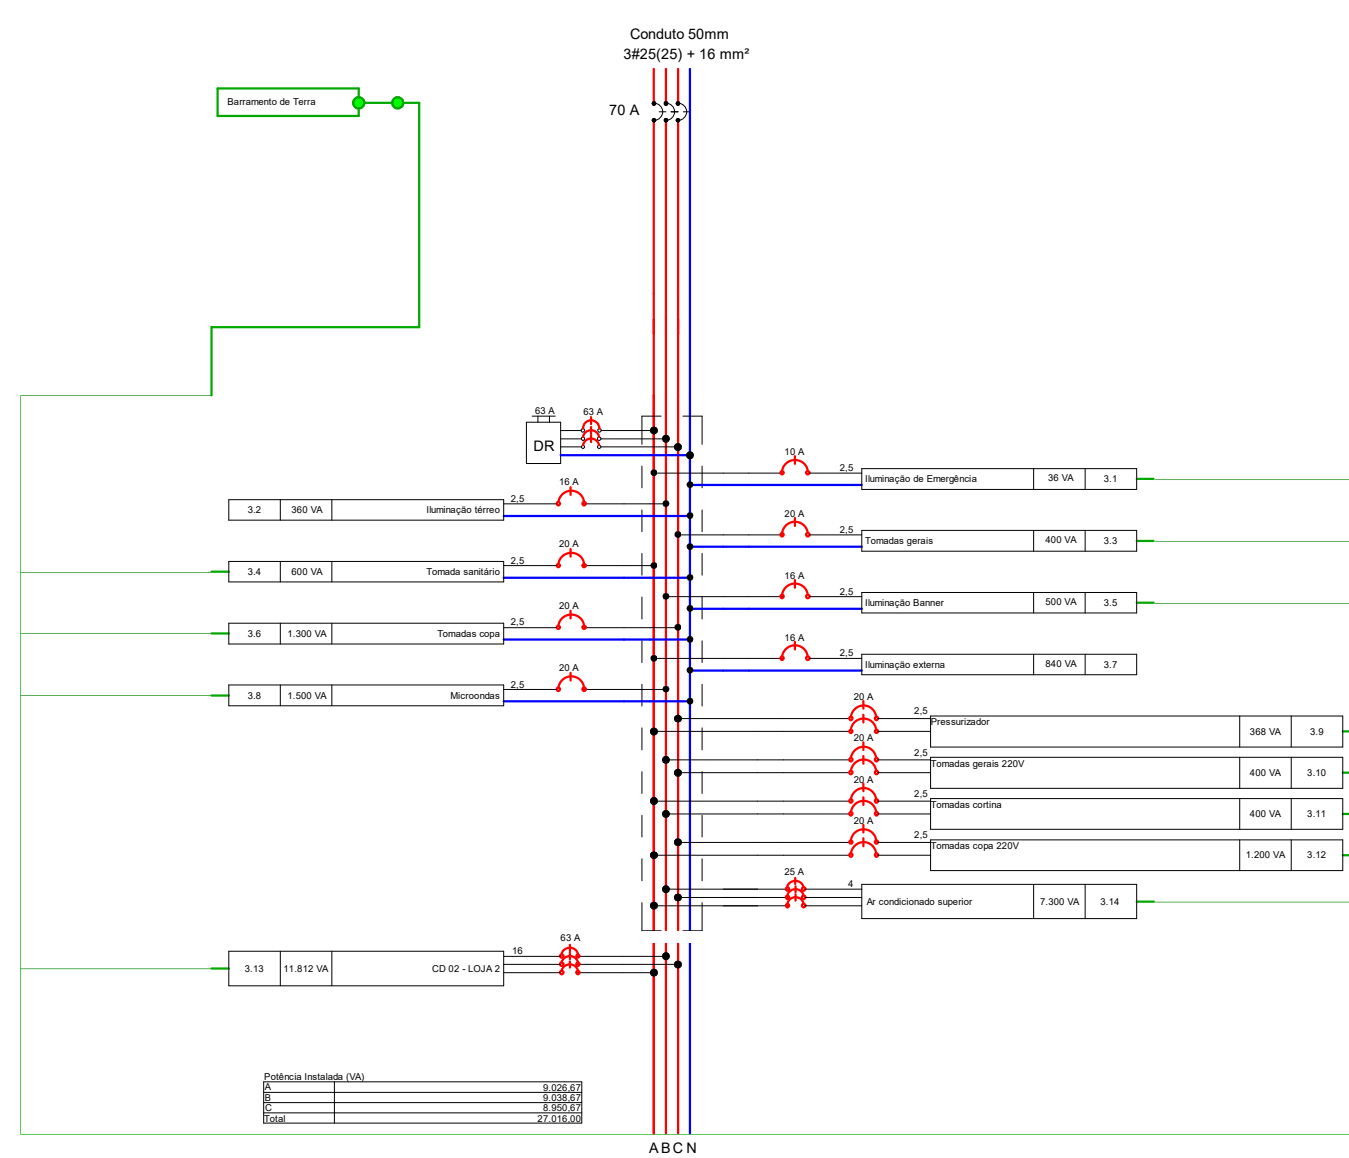 Conduto 50mm
3#25(25) + 16 mm²
Barramento de Terra
70 A
63 A
63 A
DR
10 A
2,5
Iluminação de Emergência 36 VA 3.1
16 A
2,5
3.2 360 VA Iluminação térreo
20 A
2,5
Tomadas gerais 400 VA 3.3
20 A
2,5
3.4 600 VA Tomada sanitário
16 A
2,5
Iluminação Banner 500 VA 3.5
20 A
2,5
3.6 1.300 VA Tomadas copa
16 A
2,5
Iluminação externa 840 VA 3.7
20 A
2,5
3.8 1.500 VA Microondas
20 A
2,5
Pressurizador 368 VA 3.9
20 A
2,5
Tomadas gerais 220V 400 VA 3.10
20 A
2,5
Tomadas cortina 400 VA 3.11
20 A
2,5
Tomadas copa 220V 1.200 VA 3.12
25 A
4
Ar condicionado superior 7.300 VA 3.14
63 A
16
3.13 11.812 VA CD 02 - LOJA 2
Potência Instalada (VA)
A 9.026,67
B 9.038,67
C 8.950,67
Total 27.016,00
A B C N